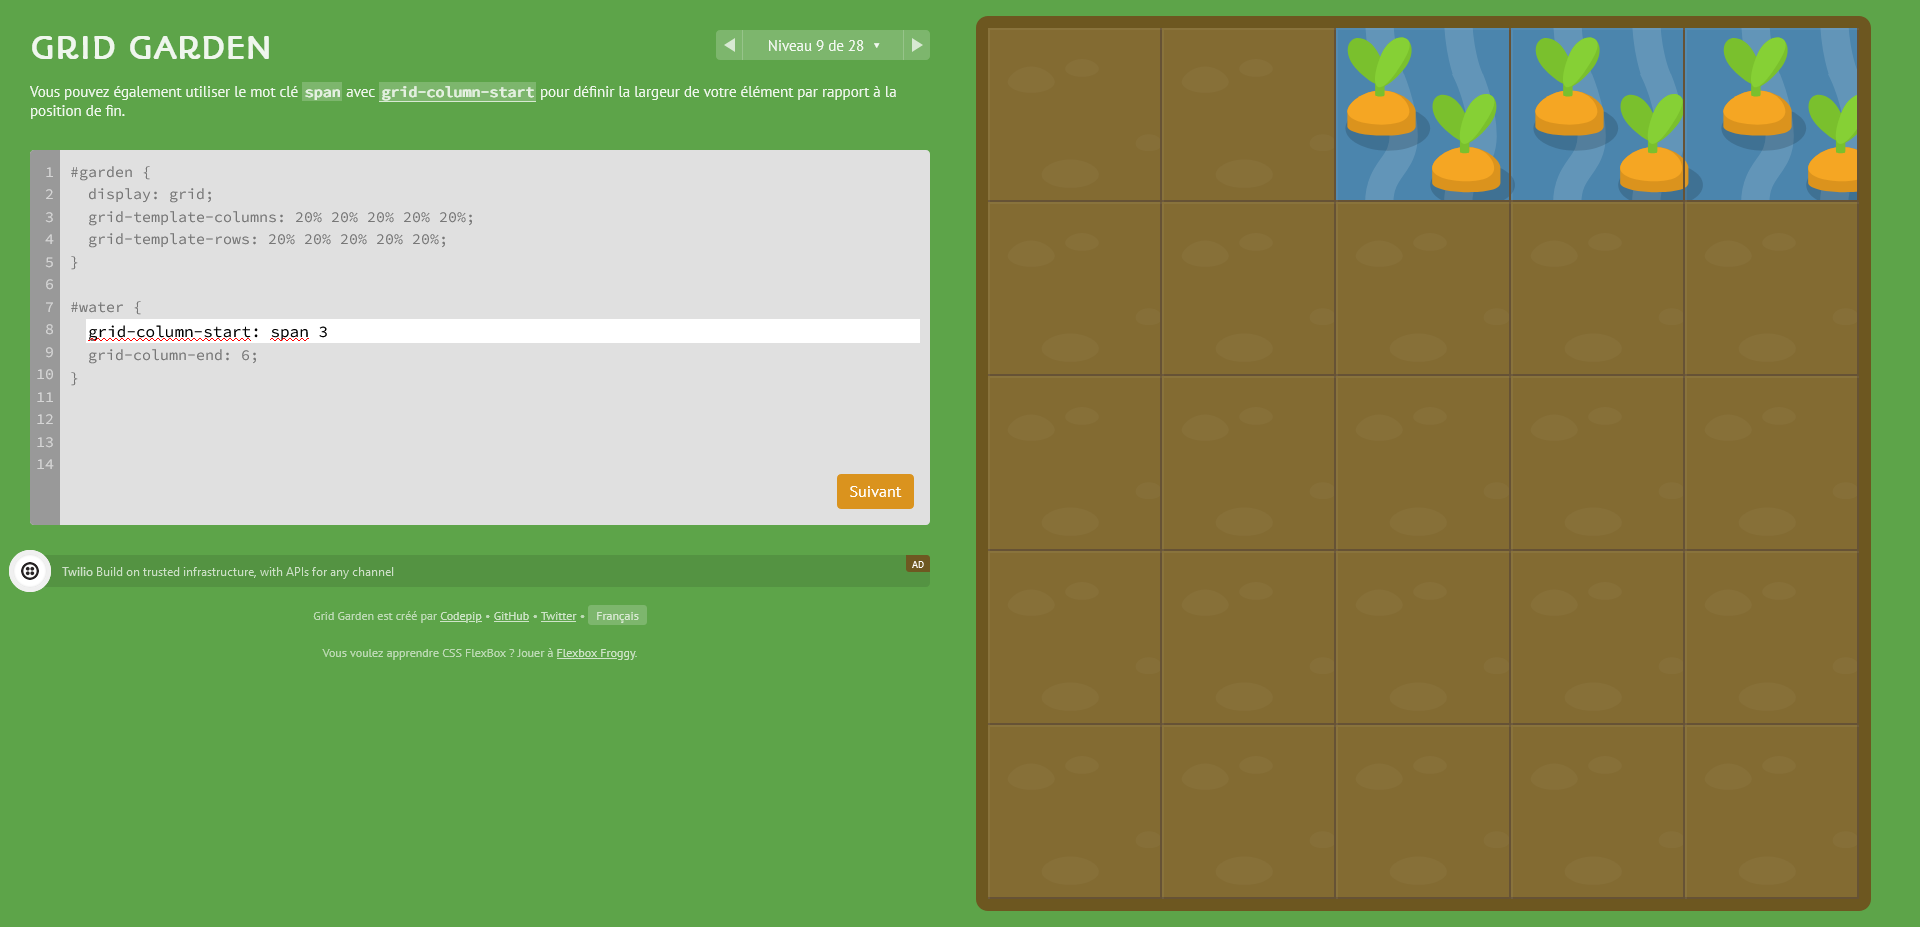 GRID GARDEN
Niveau 9 de 28 ▼
Vous pouvez également utiliser le mot clé span avec grid-column-start pour définir la largeur de votre élément par rapport à la
position de fin.
1 #garden {
2 display: grid;
3 grid-template-columns: 20% 20% 20% 20% 20%;
4 grid-template-rows: 20% 20% 20% 20% 20%;
5 }
6
7 #water {
8 grid-column-start: span 3
9 grid-column-end: 6;
10 }
11
12
13
14
Suivant
Twilio Build on trusted infrastructure, with APIs for any channel
AD
Grid Garden est créé par Codepip • GitHub • Twitter • Français
Vous voulez apprendre CSS FlexBox ? Jouer à Flexbox Froggy.